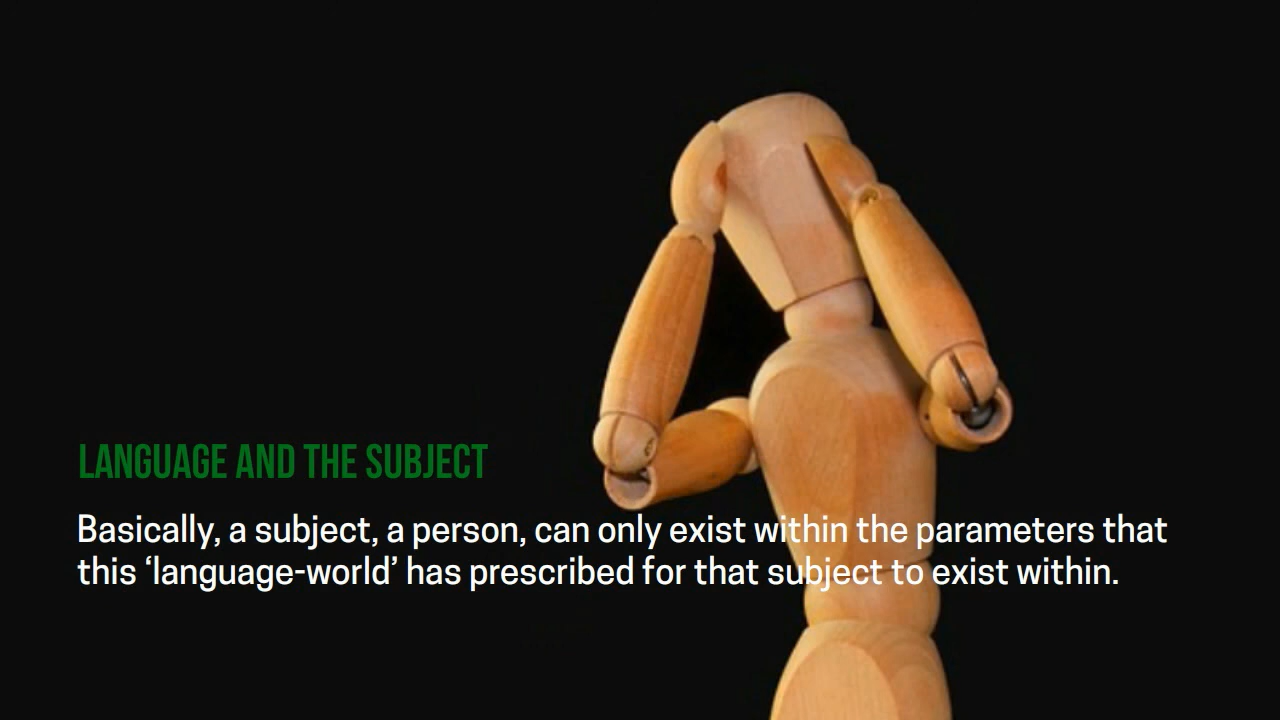 LANGUAGE AND THE SUBJECT
Basically, a subject, a person, can only exist within the parameters that
this ‘language-world’ has prescribed for that subject to exist within.